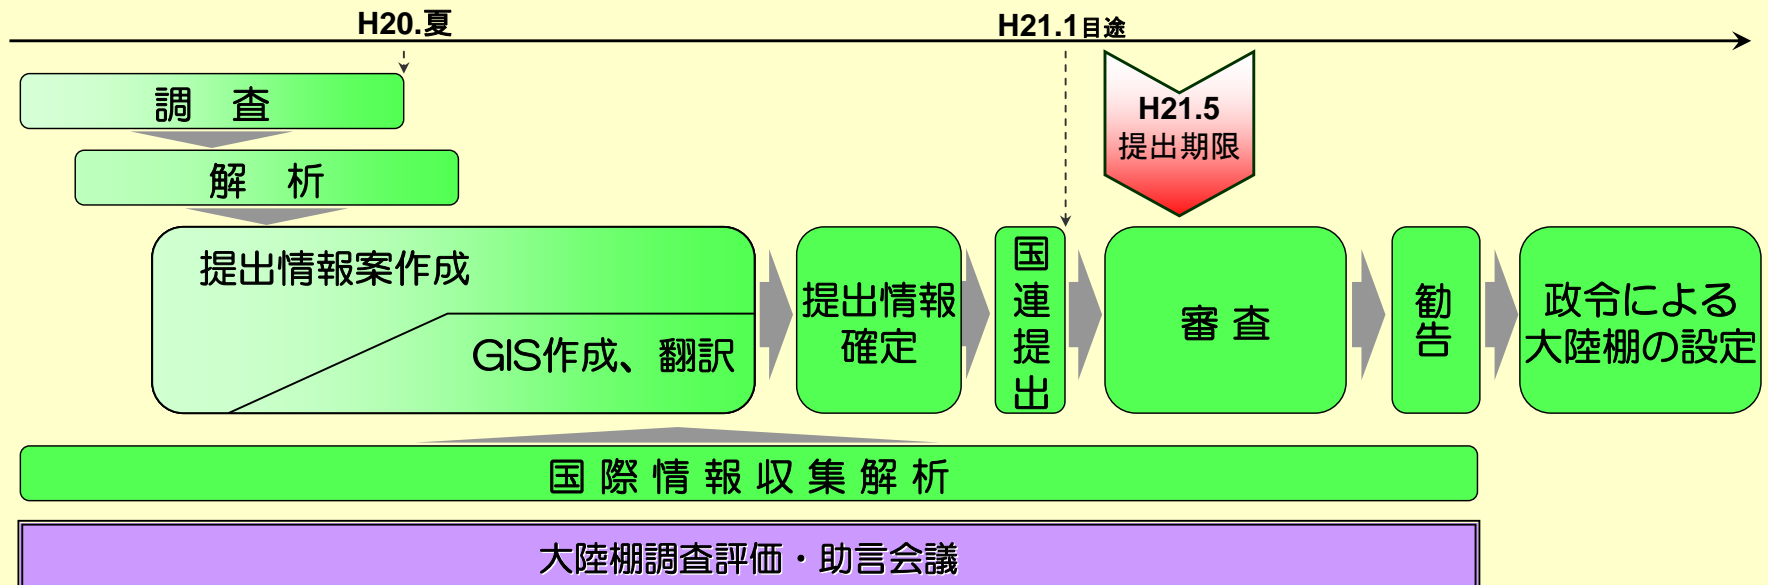 H20.夏
H21.1目途
調　査
H21.5
提出期限
解　析
提出情報案作成
GIS作成、翻訳
提出情報
確定
国連提出
審 査
勧告
政令による
大陸棚の設定
国 際 情 報 収 集 解 析
大陸棚調査評価・助言会議